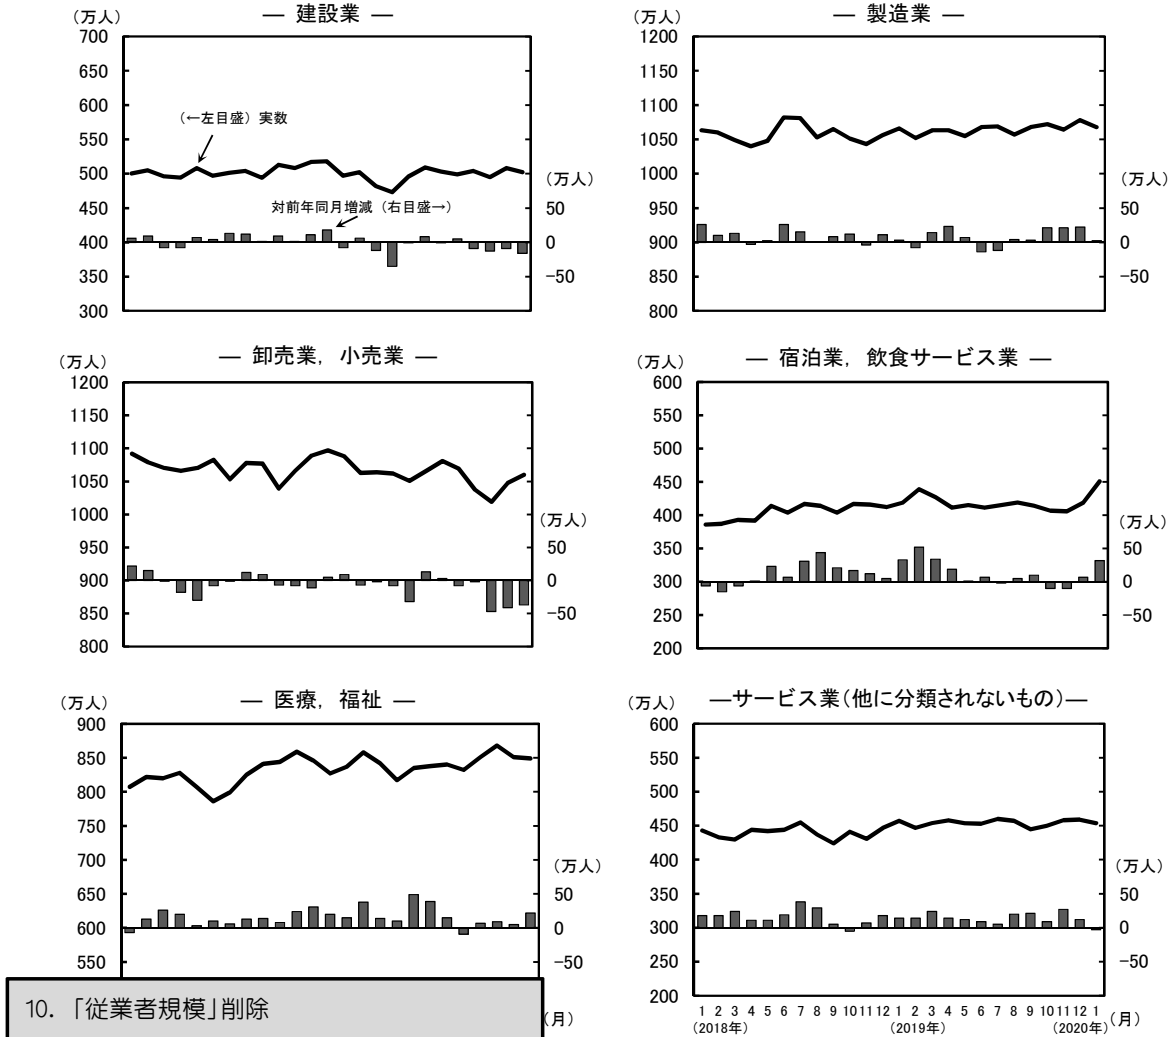 （万人）
― 建設業 ―
700
650
600
550
500
450
400
350
300
（←左目盛）実数
対前年同月増減（右目盛→）
（万人）
50
0
−50
（万人）
― 製造業 ―
1200
1150
1100
1050
1000
950
900
850
800
（万人）
50
0
−50
（万人）
― 卸売業，小売業 ―
1200
1150
1100
1050
1000
950
900
850
800
（万人）
50
0
−50
（万人）
― 宿泊業，飲食サービス業 ―
600
550
500
450
400
350
300
250
200
（万人）
50
0
−50
（万人）
― 医療，福祉 ―
900
850
800
750
700
650
600
550
（万人）
50
0
−50
（月）
10．「従業者規模」削除
（万人）
―サービス業（他に分類されないもの）―
600
550
500
450
400
350
300
250
200
（万人）
50
0
−50
1 2 3 4 5 6 7 8 9 10 11 12 1 2 3 4 5 6 7 8 9 10 11 12 1
（2018年） （2019年） （2020年）
（月）